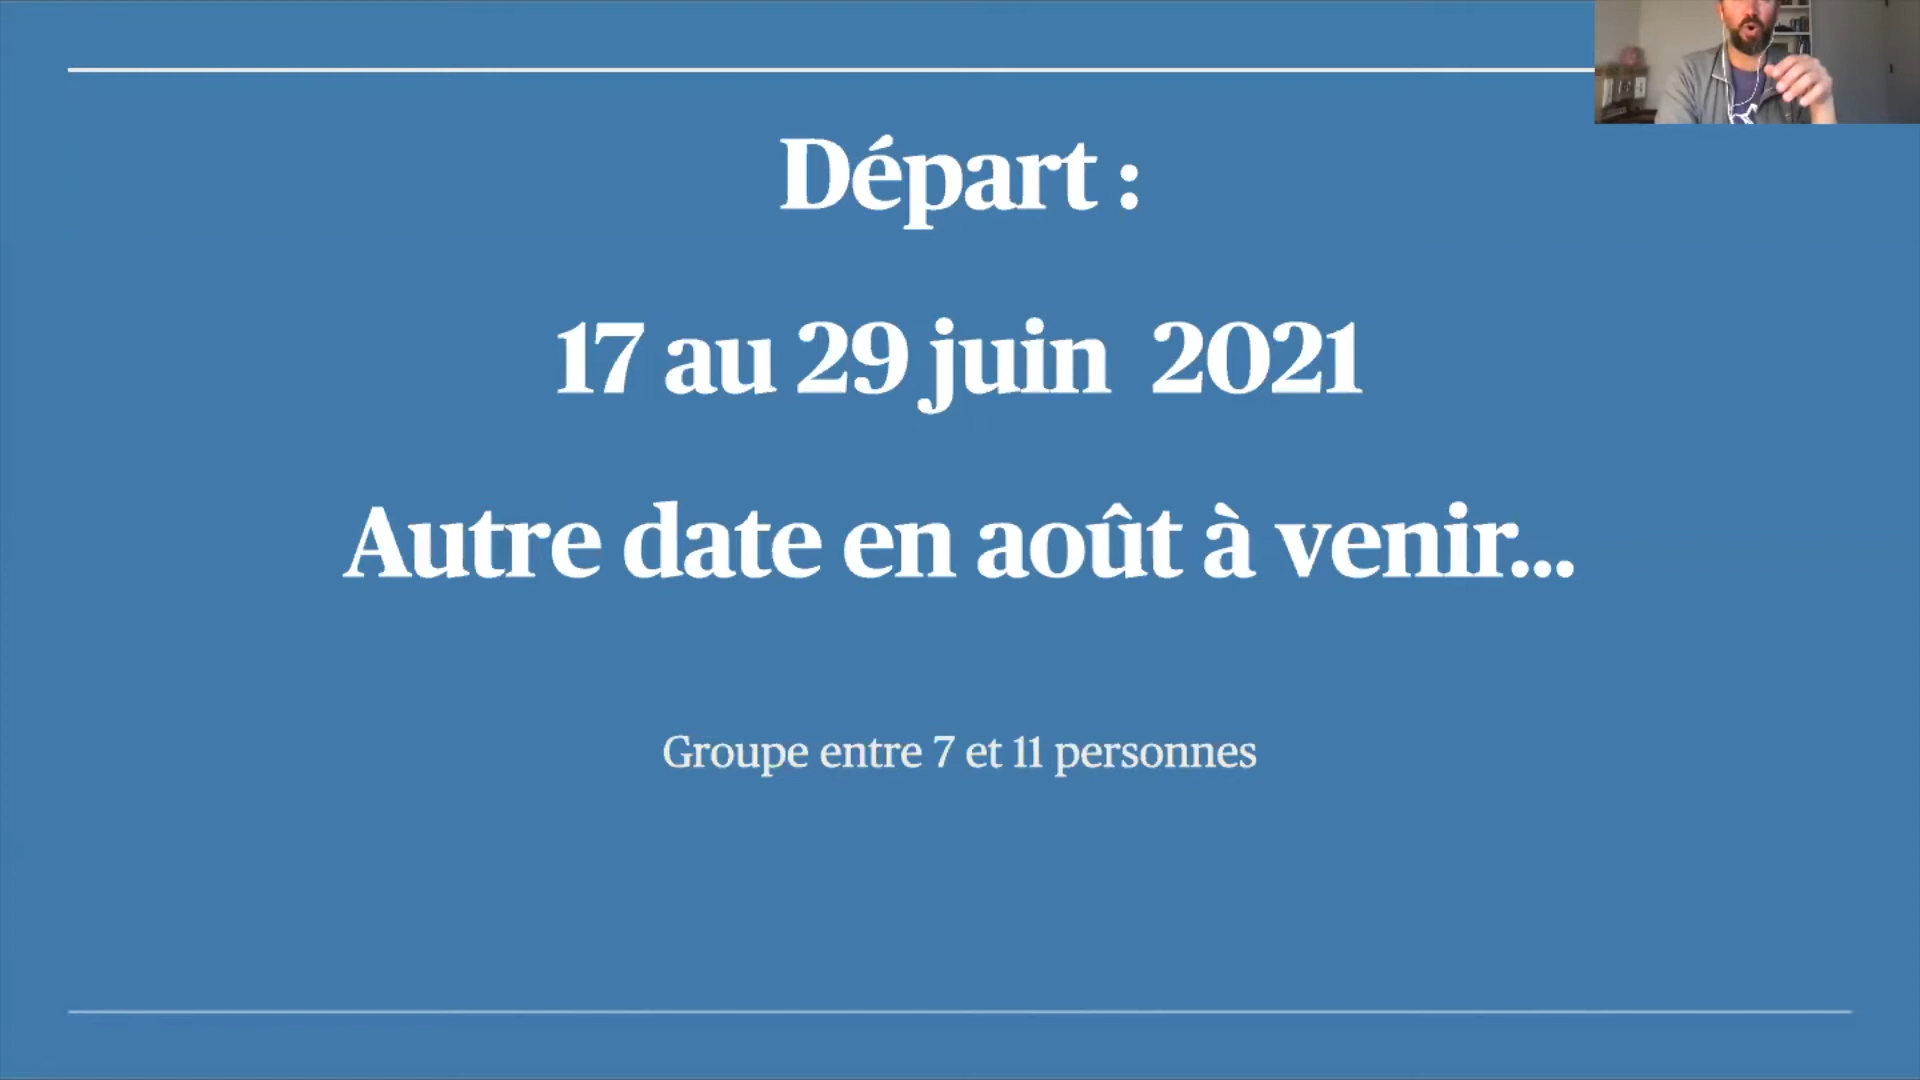 Départ :
17 au 29 juin 2021
Autre date en août à venir...
Groupe entre 7 et 11 personnes